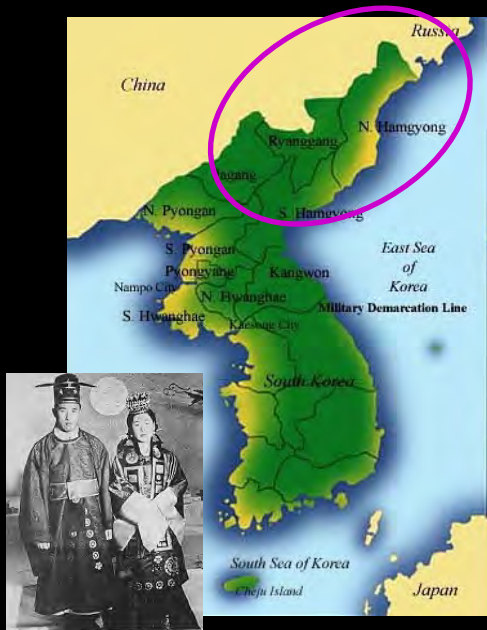 Russia
China
N. Hamgyong
Ryanggang
Jagang
S. Hamgyong
N. Pyongan
S. Pyongan
Pyongyang
East Sea
of
Korea
Nampo City
Kangwon
N. Hwanghae
Military Demarcation Line
S. Hwanghae
Kaesong City
South Korea
South Sea of Korea
Cheju Island
Japan